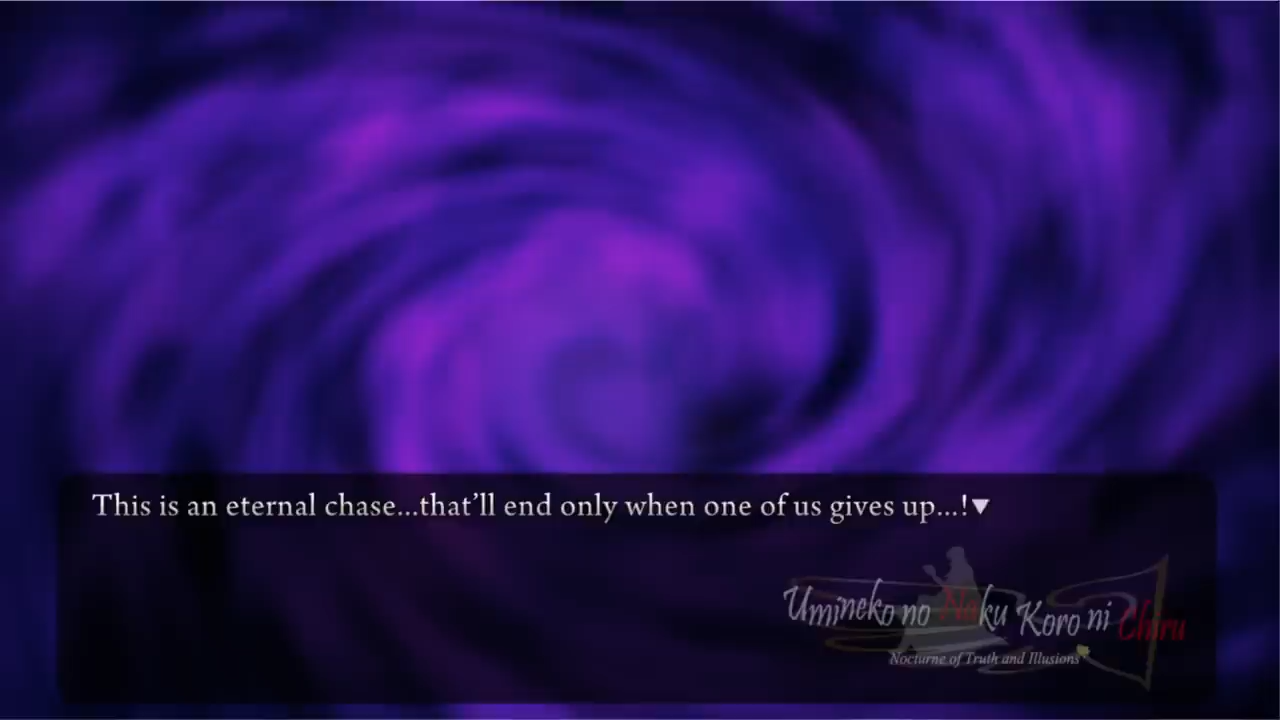 This is an eternal chase...that'll end only when one of us gives up...!
Umineko no Naku Koro ni Chiru
Nocturne of Truth and Illusions